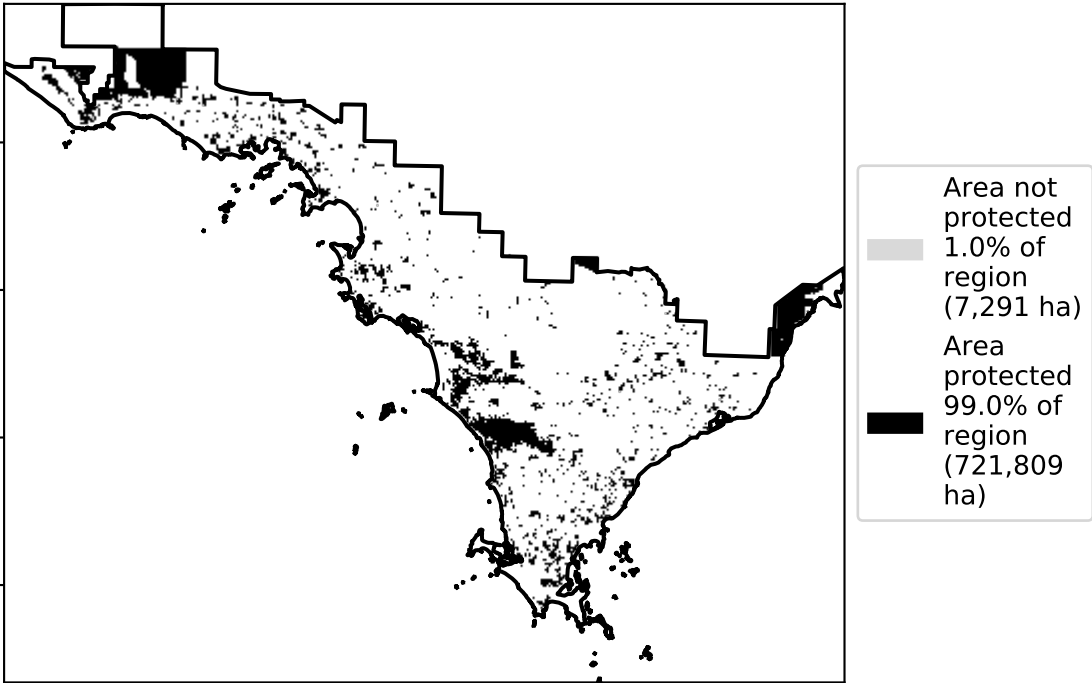 Area not
protected
1.0% of
region
(7,291 ha)
Area
protected
99.0% of
region
(721,809
ha)